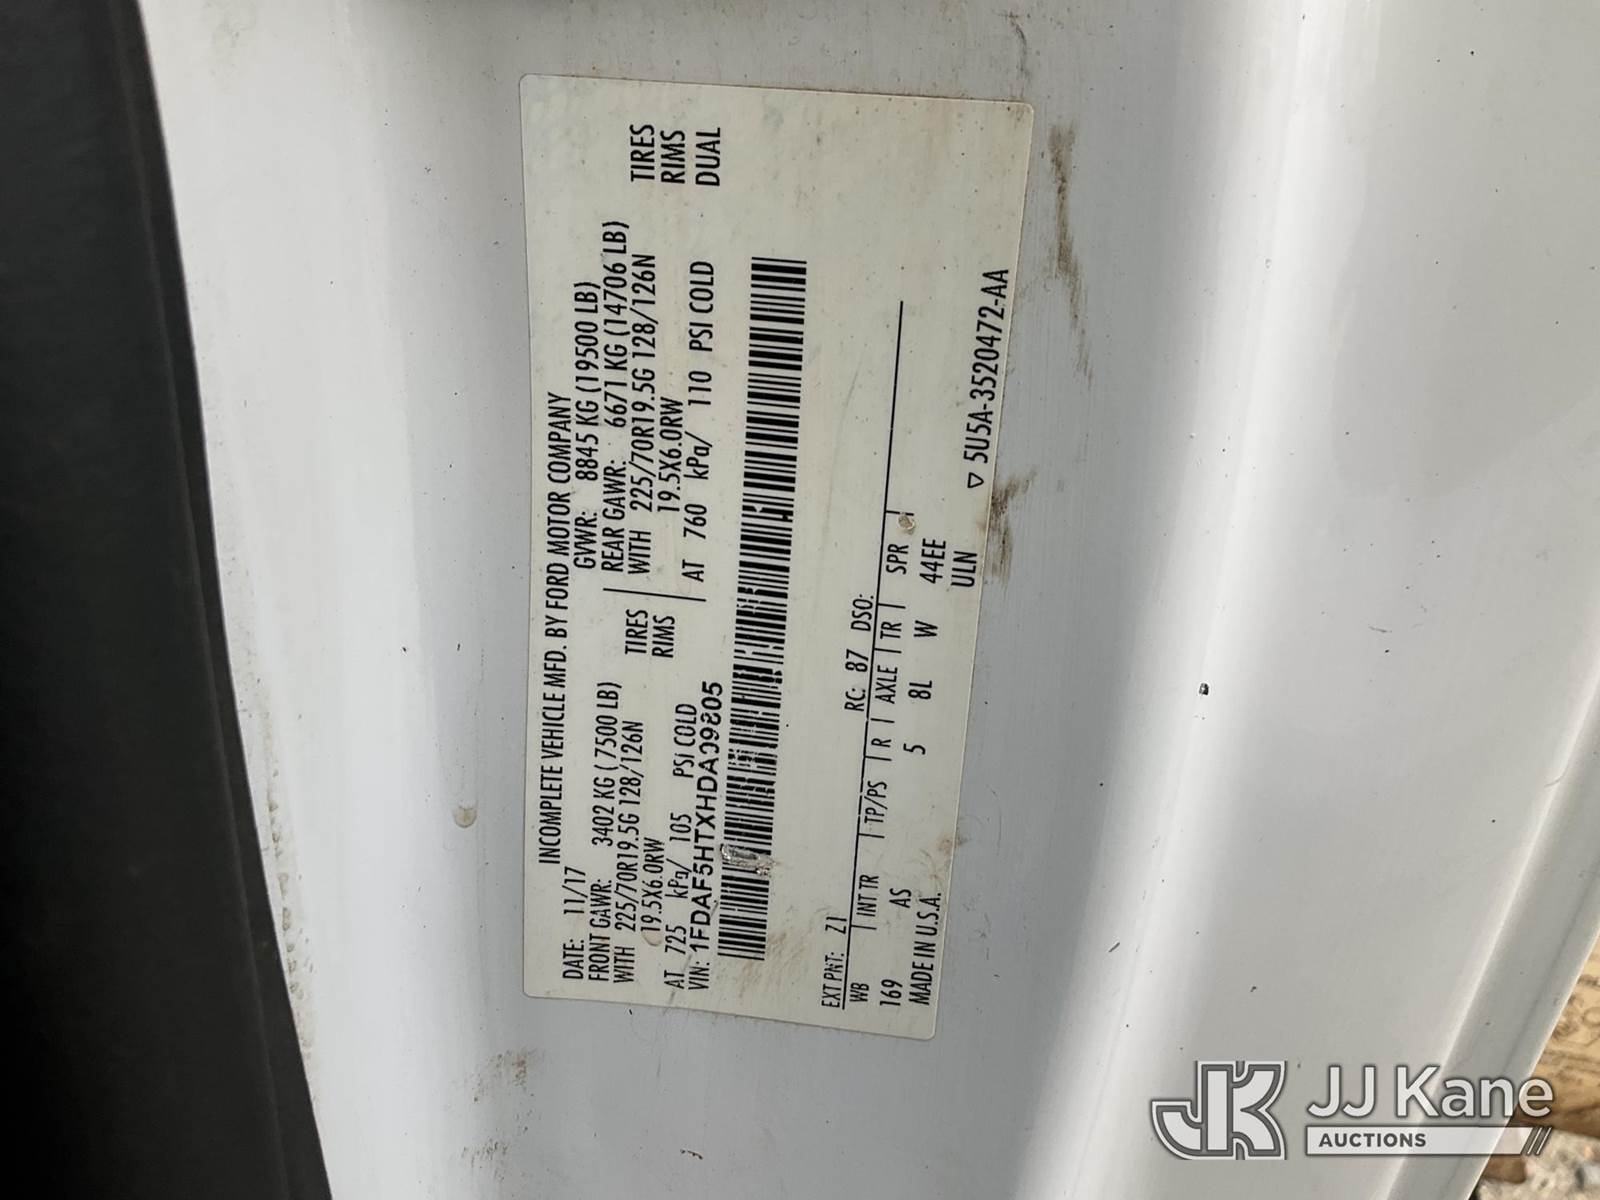 INCOMPLETE VEHICLE MFD. BY FORD MOTOR COMPANY
DATE: 11/17 GVWR: 8845 KG (19500 LB)
FRONT GAWR: 3402 KG ( 7500 LB) REAR GAWR: 6671 KG (14706 LB)
WITH 225/70R19.5G 128/126N TIRES WITH 225/70R19.5G 128/126N TIRES
19.5X6.0RW RIMS 19.5X6.0RW RIMS
AT 725 kPa/ 105 PSI COLD AT 760 kPa/ 110 PSI COLD DUAL
VIN: 1FDAF5HTXHDA09805
EXT PNT: Z1 RC: 87 DSO:
WB INT TR TP/PS R AXLE TR SPR
169 AS 5 8L W 44EE
MADE IN U.S.A. ULN
▽ 5U5A-3520472-AA
JK JJ Kane
AUCTIONS